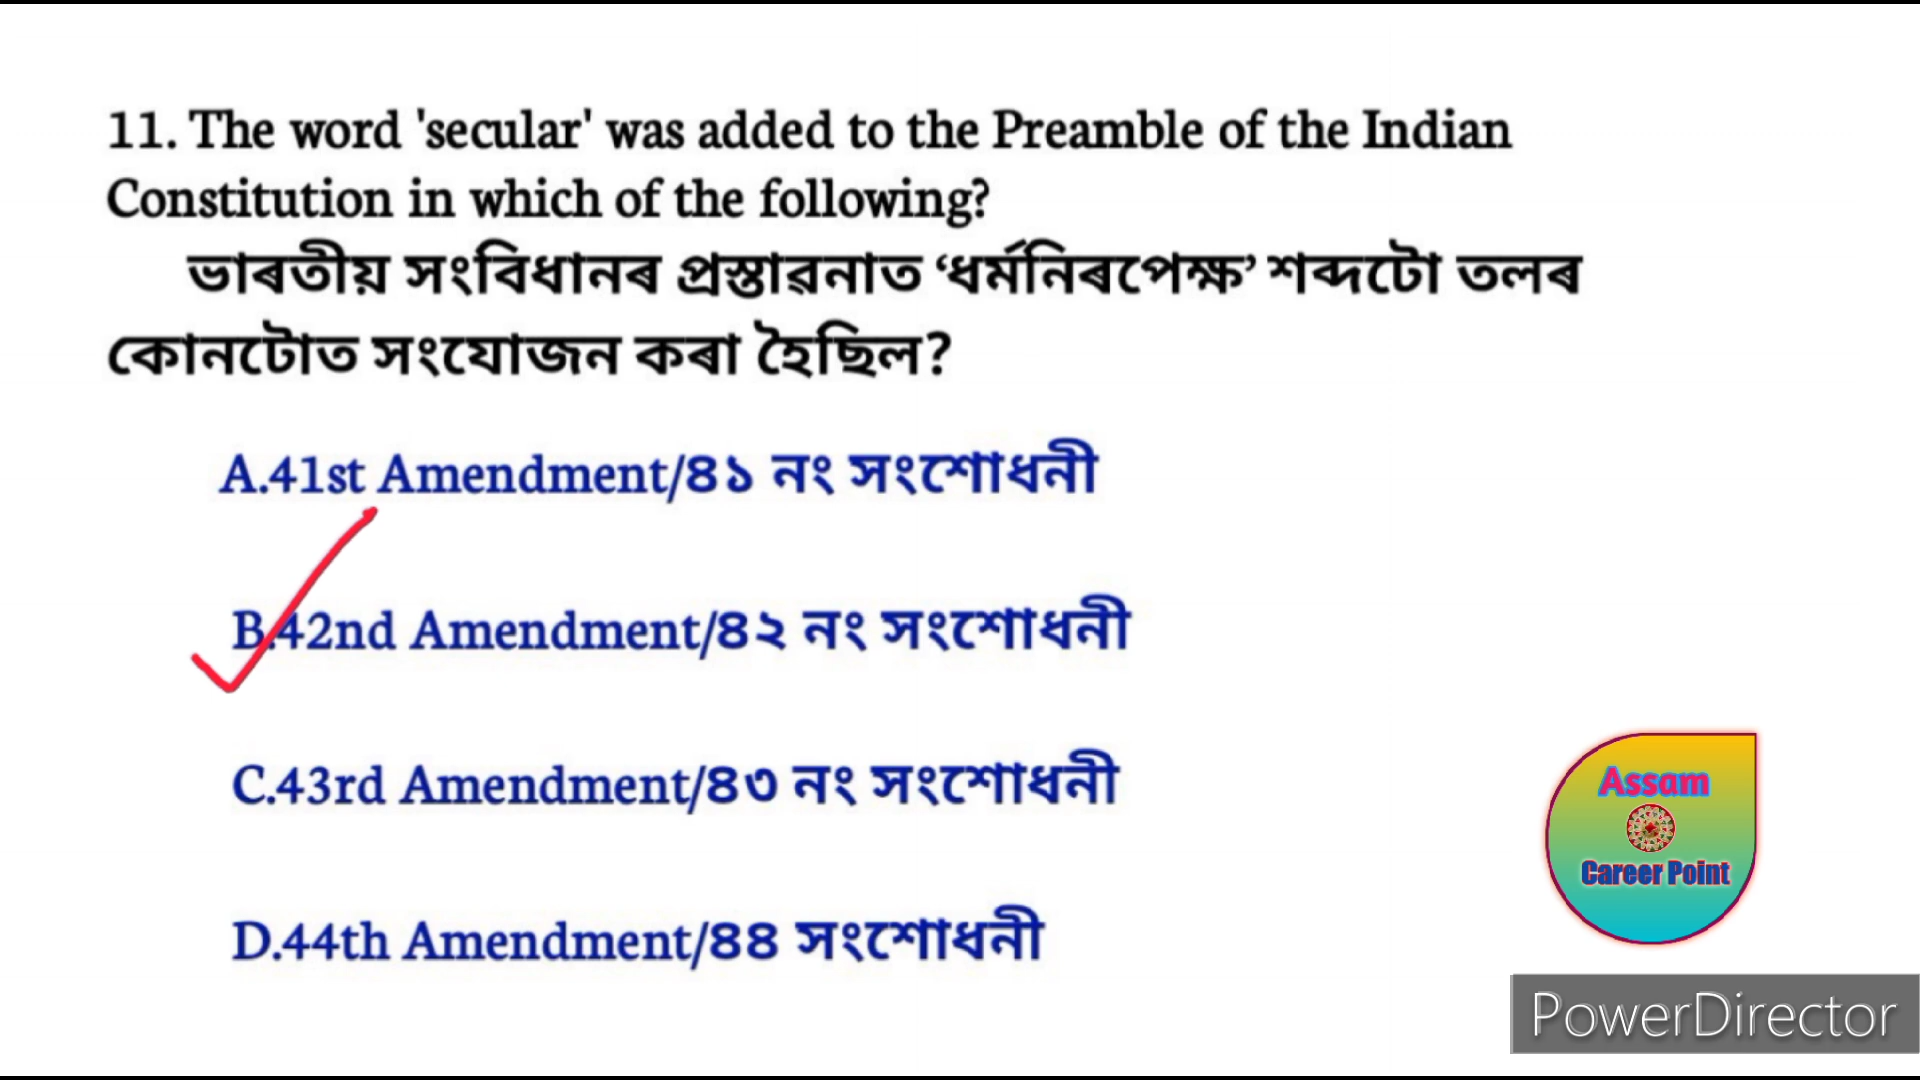 11. The word 'secular' was added to the Preamble of the Indian
Constitution in which of the following?
ভাৰতীয় সংবিধানৰ প্ৰস্তাৱনাত ‘ধৰ্মনিৰপেক্ষ’ শব্দটো তলৰ
কোনটোত সংযোজন কৰা হৈছিল?
A.41st Amendment/৪১ নং সংশোধনী
B.42nd Amendment/৪২ নং সংশোধনী
C.43rd Amendment/৪৩ নং সংশোধনী
D.44th Amendment/৪৪ সংশোধনী
Assam
Career Point
PowerDirector